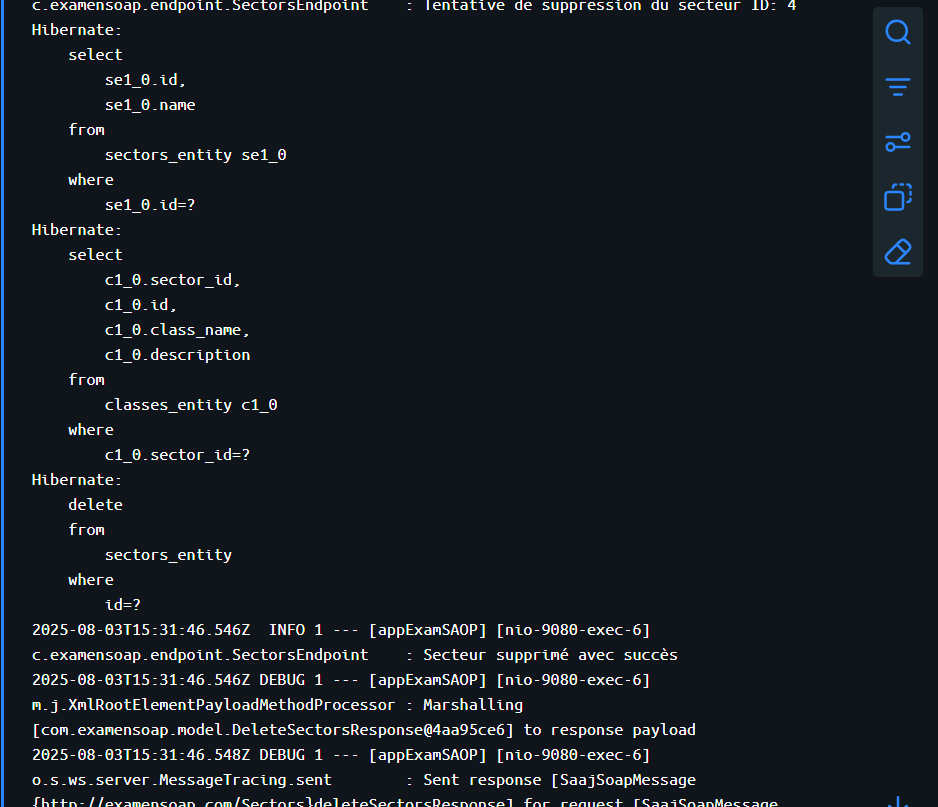 c.examensoap.endpoint.SectorsEndpoint    : Tentative de suppression du secteur ID: 4
Hibernate:
    select
        se1_0.id,
        se1_0.name
    from
        sectors_entity se1_0
    where
        se1_0.id=?
Hibernate:
    select
        c1_0.sector_id,
        c1_0.id,
        c1_0.class_name,
        c1_0.description
    from
        classes_entity c1_0
    where
        c1_0.sector_id=?
Hibernate:
    delete
    from
        sectors_entity
    where
        id=?
2025-08-03T15:31:46.546Z  INFO 1 --- [appExamSAOP] [nio-9080-exec-6]
c.examensoap.endpoint.SectorsEndpoint    : Secteur supprimé avec succès
2025-08-03T15:31:46.546Z DEBUG 1 --- [appExamSAOP] [nio-9080-exec-6]
m.j.XmlRootElementPayloadMethodProcessor : Marshalling
[com.examensoap.model.DeleteSectorsResponse@4aa95ce6] to response payload
2025-08-03T15:31:46.548Z DEBUG 1 --- [appExamSAOP] [nio-9080-exec-6]
o.s.ws.server.MessageTracing.sent        : Sent response [SaajSoapMessage
{http://examensoap.com/Sectors}deleteSectorsResponse] for request [SaajSoapMessage